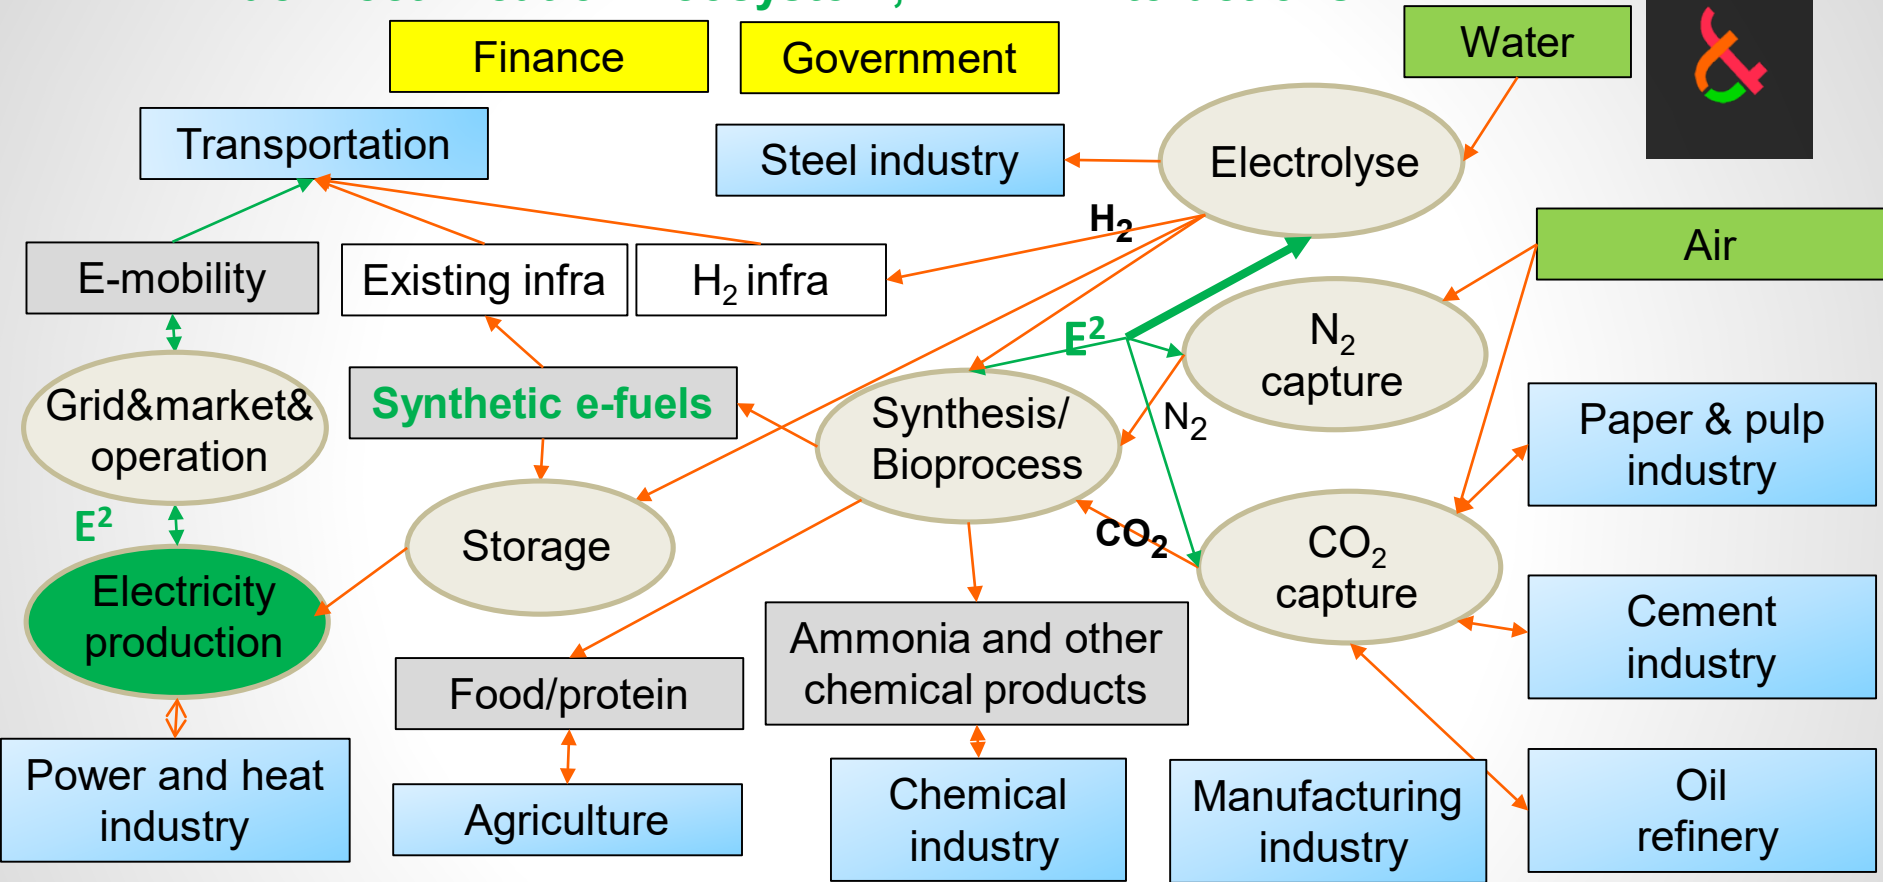 Finance
Government
Water
Transportation
Steel industry
Electrolyse
H₂
Air
E-mobility
Existing infra
H₂ infra
E²
N₂
capture
Grid&market&
operation
Synthetic e-fuels
Synthesis/
Bioprocess
N₂
Paper & pulp
industry
E²
Storage
CO₂
CO₂
capture
Electricity
production
Cement
industry
Food/protein
Ammonia and other
chemical products
Power and heat
industry
Agriculture
Chemical
industry
Manufacturing
industry
Oil
refinery